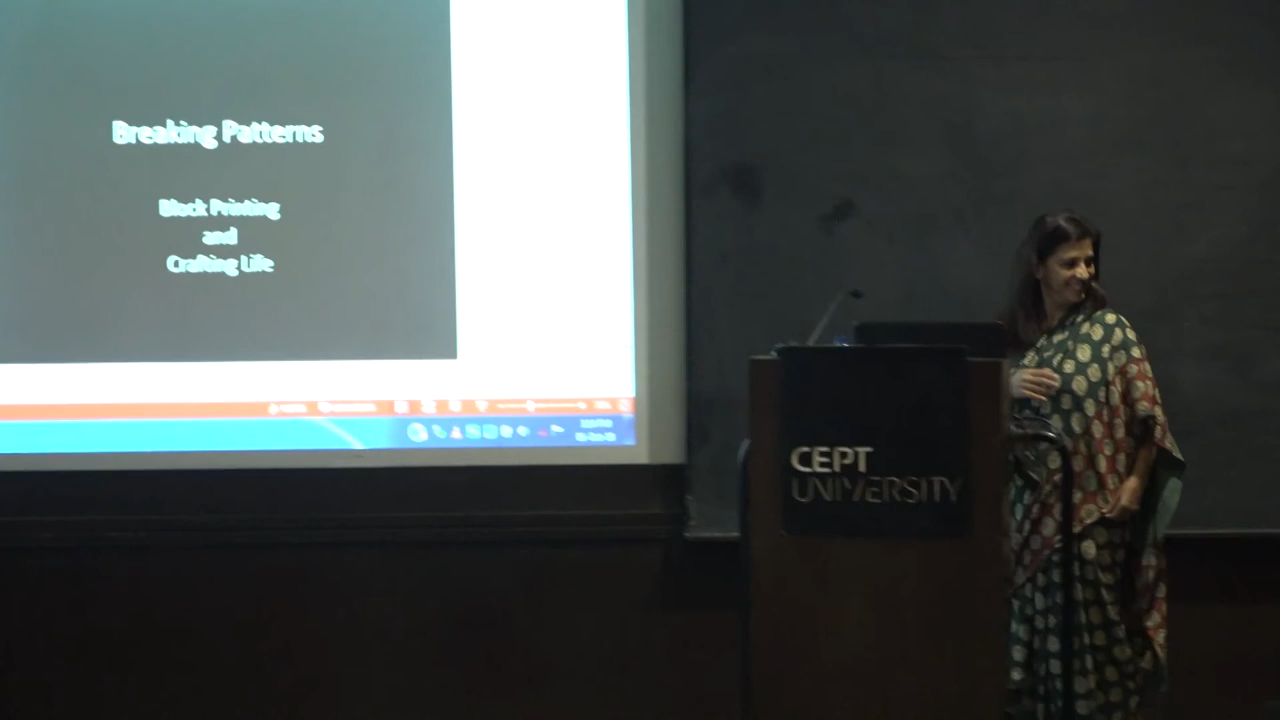 Breaking Patterns
Block Printing
and
Crafting Life
CEPT
UNIVERSITY